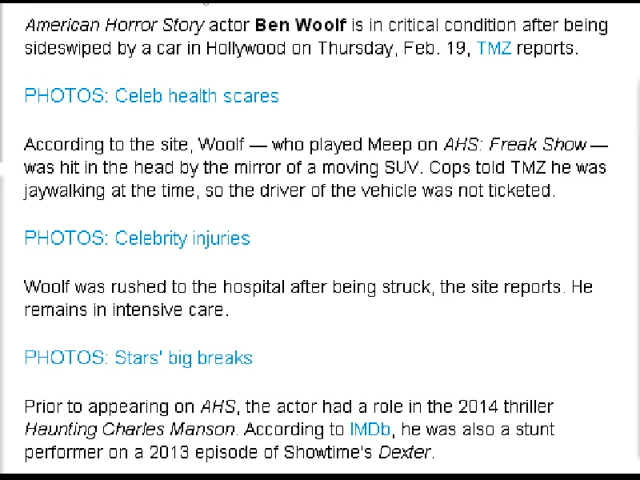 American Horror Story actor Ben Woolf is in critical condition after being
sideswiped by a car in Hollywood on Thursday, Feb. 19, TMZ reports.
PHOTOS: Celeb health scares
According to the site, Woolf — who played Meep on AHS: Freak Show —
was hit in the head by the mirror of a moving SUV. Cops told TMZ he was
jaywalking at the time, so the driver of the vehicle was not ticketed.
PHOTOS: Celebrity injuries
Woolf was rushed to the hospital after being struck, the site reports. He
remains in intensive care.
PHOTOS: Stars' big breaks
Prior to appearing on AHS, the actor had a role in the 2014 thriller
Haunting Charles Manson. According to IMDb, he was also a stunt
performer on a 2013 episode of Showtime's Dexter.